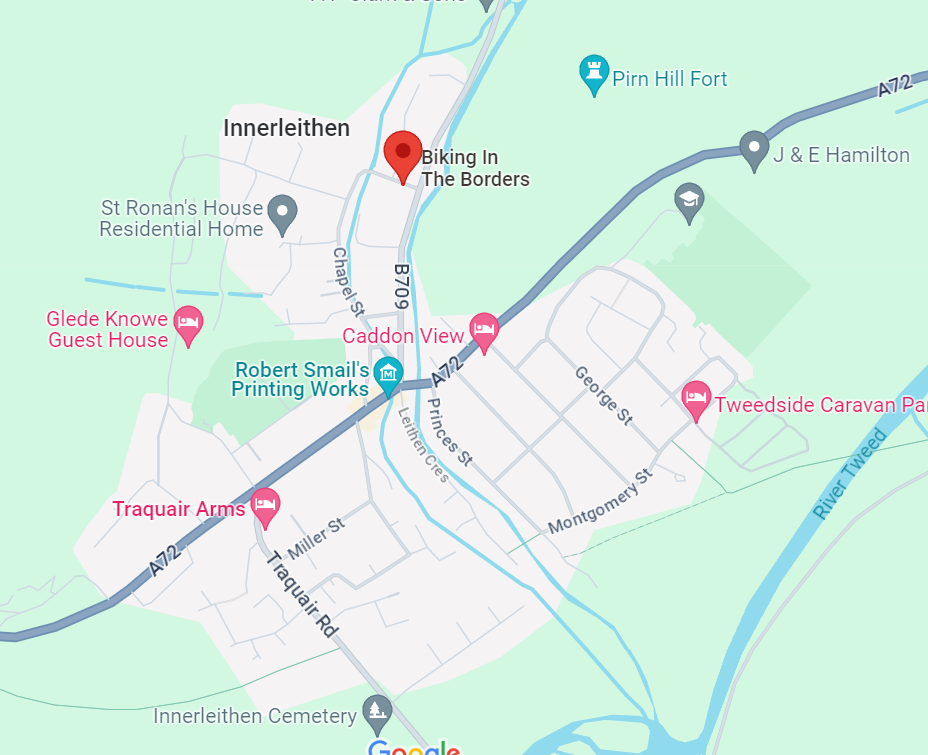 Pirn Hill Fort
A72
Innerleithen
J & E Hamilton
Biking In
The Borders
St Ronan's House
Residential Home
Chapel St
B709
Glede Knowe
Guest House
Caddon View
Robert Smail's
Printing Works
A72
George St
Princes St
Leithen Cres
Tweedside Caravan Par
River Tweed
Montgomery St
Traquair Arms
Miller St
A72
Traquair Rd
Innerleithen Cemetery
Google